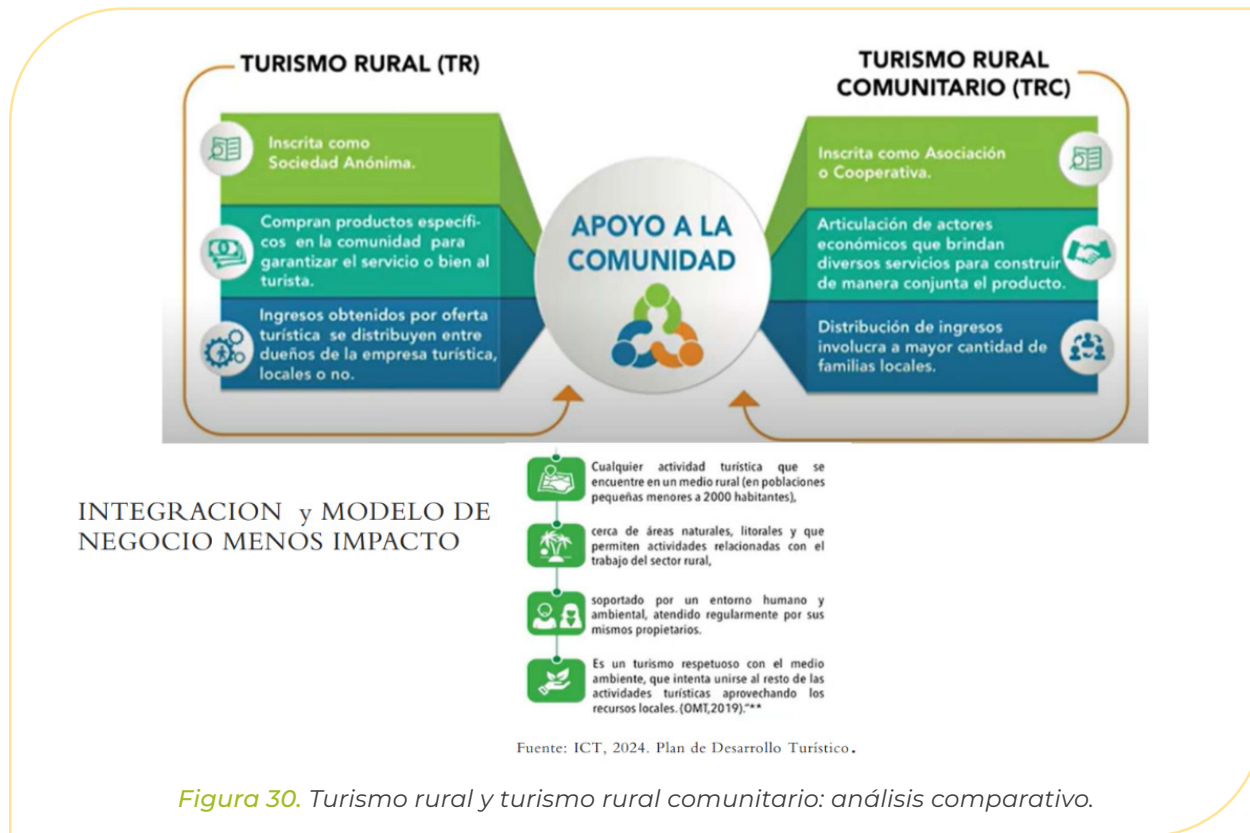 TURISMO RURAL (TR)
Inscrita como
Sociedad Anónima.
Compran productos específi-
cos en la comunidad para
garantizar el servicio o bien al
turista.
Ingresos obtenidos por oferta
turística se distribuyen entre
dueños de la empresa turística,
locales o no.
APOYO A LA
COMUNIDAD
TURISMO RURAL
COMUNITARIO (TRC)
Inscrita como Asociación
o Cooperativa.
Articulación de actores
económicos que brindan
diversos servicios para construir
de manera conjunta el producto.
Distribución de ingresos
involucra a mayor cantidad de
familias locales.
INTEGRACION y MODELO DE
NEGOCIO MENOS IMPACTO
Cualquier actividad turística que se
encuentre en un medio rural (en poblaciones
pequeñas menores a 2000 habitantes),
cerca de áreas naturales, litorales y que
permiten actividades relacionadas con el
trabajo del sector rural,
soportado por un entorno humano y
ambiental, atendido regularmente por sus
mismos propietarios.
Es un turismo respetuoso con el medio
ambiente, que intenta unirse al resto de las
actividades turísticas aprovechando los
recursos locales. (OMT,2019)."**
Fuente: ICT, 2024. Plan de Desarrollo Turístico.
Figura 30. Turismo rural y turismo rural comunitario: análisis comparativo.